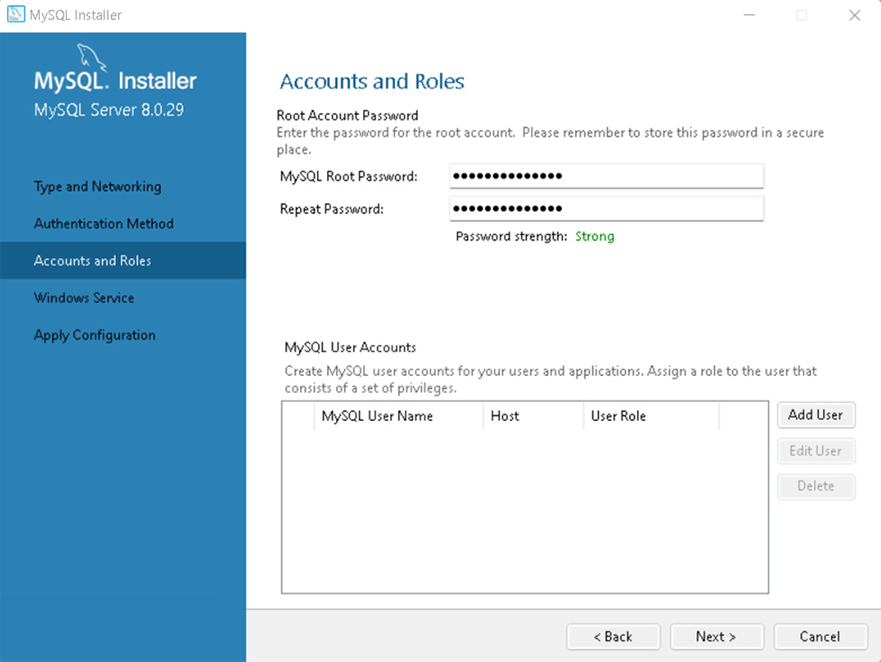 MySQL Installer
MySQL. Installer
MySQL Server 8.0.29
Type and Networking
Authentication Method
Accounts and Roles
Windows Service
Apply Configuration
Accounts and Roles
Root Account Password
Enter the password for the root account. Please remember to store this password in a secure
place.
MySQL Root Password: ●●●●●●●●●●●●●●
Repeat Password: ●●●●●●●●●●●●●●
Password strength: Strong
MySQL User Accounts
Create MySQL user accounts for your users and applications. Assign a role to the user that
consists of a set of privileges.
MySQL User Name Host User Role
Add User
Edit User
Delete
< Back Next > Cancel